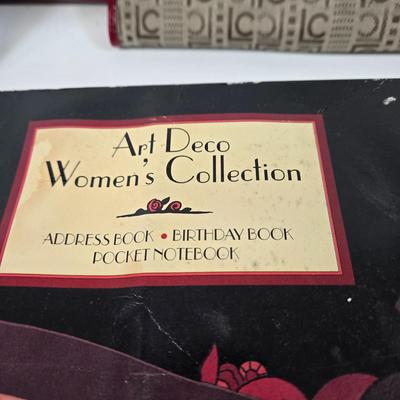 Art Deco
Women's Collection
ADDRESS BOOK • BIRTHDAY BOOK
POCKET NOTEBOOK